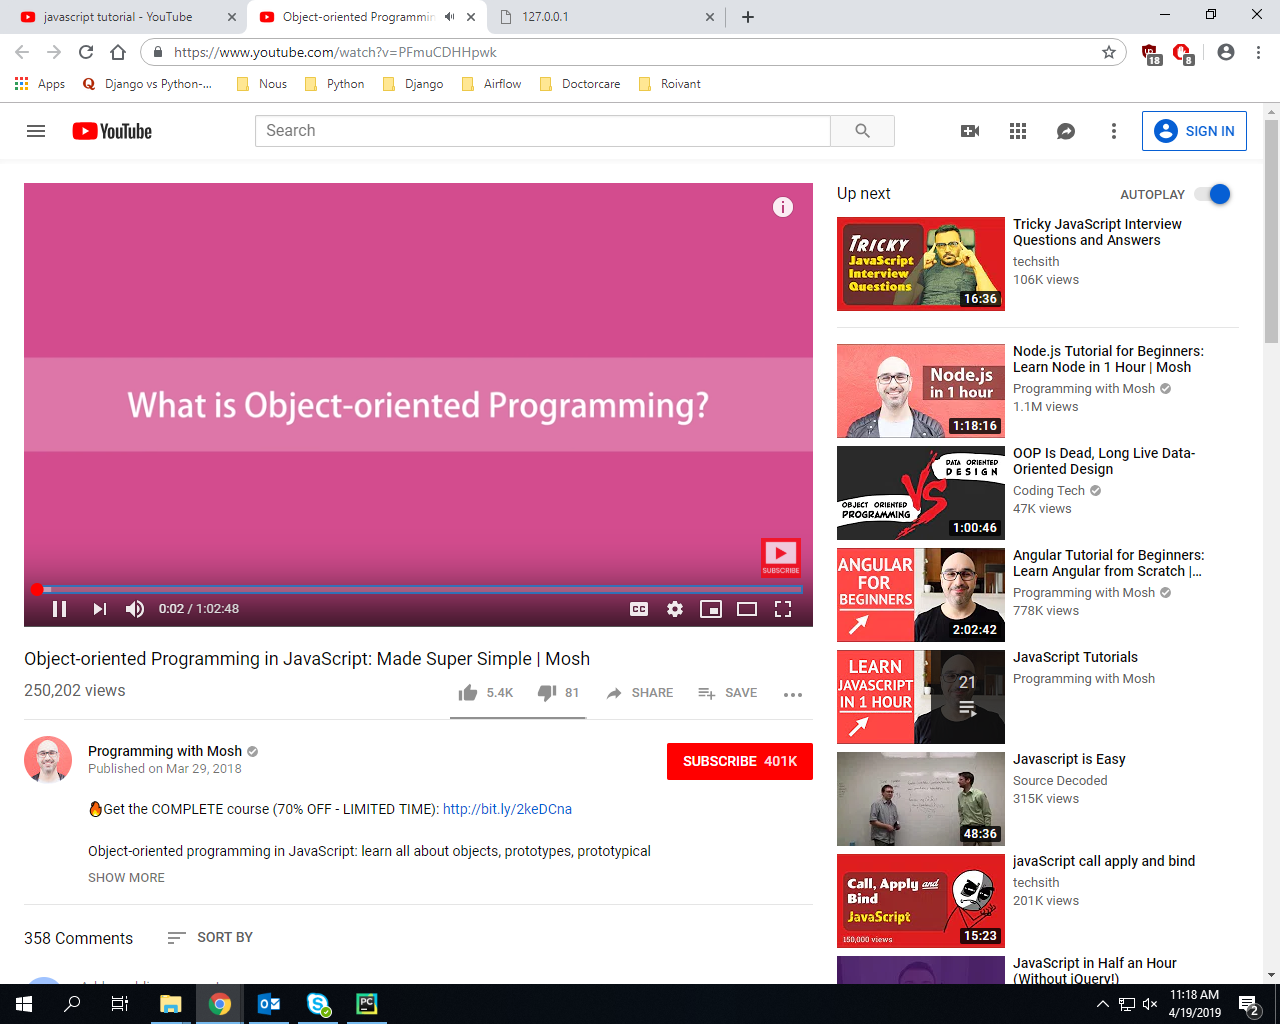 javascript tutorial - YouTube
Object-oriented Programmin
127.0.0.1
https://www.youtube.com/watch?v=PFmuCDHHpwk
18
8
Apps
Django vs Python-...
Nous
Python
Django
Airflow
Doctorcare
Roivant
YouTube
Search
SIGN IN
What is Object-oriented Programming?
SUBSCRIBE
0:02 / 1:02:48
CC
Object-oriented Programming in JavaScript: Made Super Simple | Mosh
250,202 views
5.4K
81
SHARE
SAVE
Programming with Mosh
Published on Mar 29, 2018
SUBSCRIBE 401K
Get the COMPLETE course (70% OFF - LIMITED TIME): http://bit.ly/2keDCna
Object-oriented programming in JavaScript: learn all about objects, prototypes, prototypical
SHOW MORE
358 Comments
SORT BY
Up next
AUTOPLAY
TRICKY
JavaScript
Interview
Questions
16:36
Tricky JavaScript Interview
Questions and Answers
techsith
106K views
Node.js
in 1 hour
1:18:16
Node.js Tutorial for Beginners:
Learn Node in 1 Hour | Mosh
Programming with Mosh
1.1M views
DATA ORIENTED
DESIGN
VS
OBJECT ORIENTED
PROGRAMMING
1:00:46
OOP Is Dead, Long Live Data-
Oriented Design
Coding Tech
47K views
ANGULAR
FOR
BEGINNERS
2:02:42
Angular Tutorial for Beginners:
Learn Angular from Scratch |...
Programming with Mosh
778K views
LEARN
JAVASCRIPT
IN 1 HOUR
21
JavaScript Tutorials
Programming with Mosh
48:36
Javascript is Easy
Source Decoded
315K views
Call, Apply and
Bind
JavaScript
150,000 views
15:23
javaScript call apply and bind
techsith
201K views
JavaScript in Half an Hour
(Without jQuery!)
PC
11:18 AM
4/19/2019
2